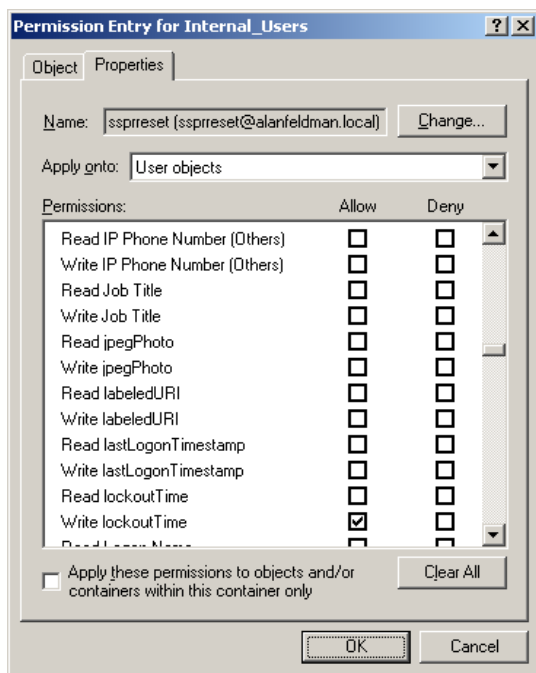 Permission Entry for Internal_Users
Object Properties
Name: ssprreset (ssprreset@alanfeldman.local) Change...
Apply onto: User objects
Permissions: Allow Deny
Read IP Phone Number (Others)
Write IP Phone Number (Others)
Read Job Title
Write Job Title
Read jpegPhoto
Write jpegPhoto
Read labeledURI
Write labeledURI
Read lastLogonTimestamp
Write lastLogonTimestamp
Read lockoutTime
Write lockoutTime
Read Logon Name
Apply these permissions to objects and/or
containers within this container only
Clear All
OK Cancel